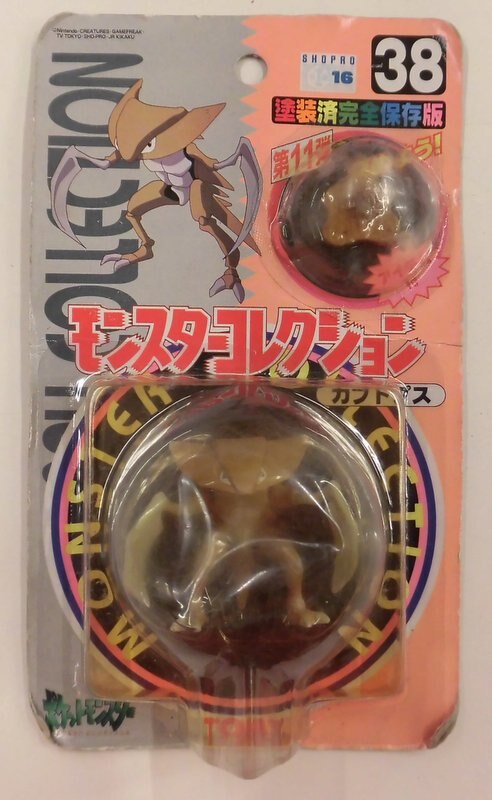 ©Nintendo・CREATURES・GAMEFREAK
TV TOKYO・SHO-PRO・JR KIKAKU
SHOPRO
16
38
塗装済完全保存版
第11弾
う!
モンスターコレクション
カブトプス
MONSTER COLLECTION
ポケットモンスター
TOMY